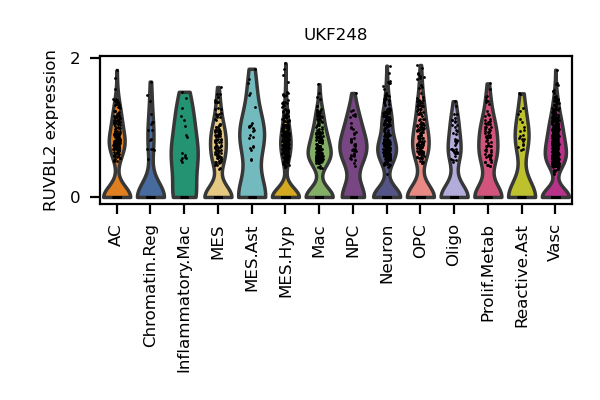 UKF248
RUVBL2 expression
2
0
AC
Chromatin.Reg
Inflammatory.Mac
MES
MES.Ast
MES.Hyp
Mac
NPC
Neuron
OPC
Oligo
Prolif.Metab
Reactive.Ast
Vasc